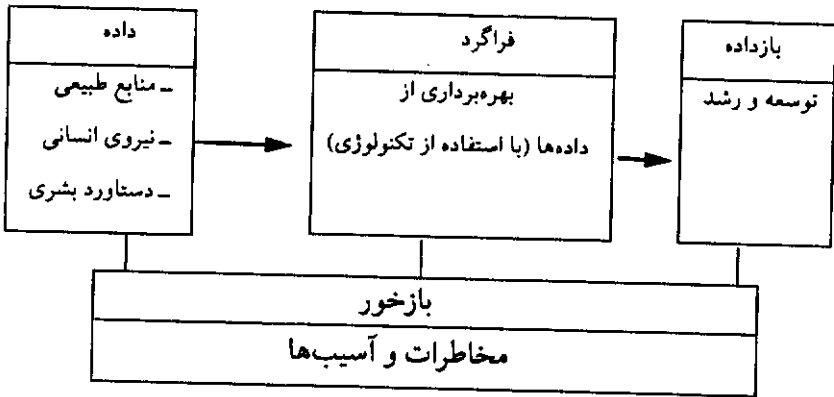 داده
ـ منابع طبیعی
ـ نیروی انسانی
ـ دستاورد بشری
فراگرد
بهره‌برداری از
داده‌ها (با استفاده از تکنولوژی)
بازداده
توسعه و رشد
بازخور
مخاطرات و آسیب‌ها